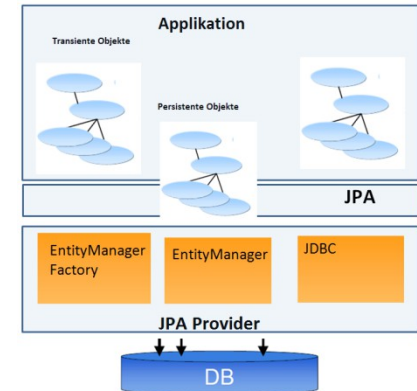 Applikation
Transiente Objekte
Persistente Objekte
JPA
EntityManager
Factory
EntityManager
JDBC
JPA Provider
DB